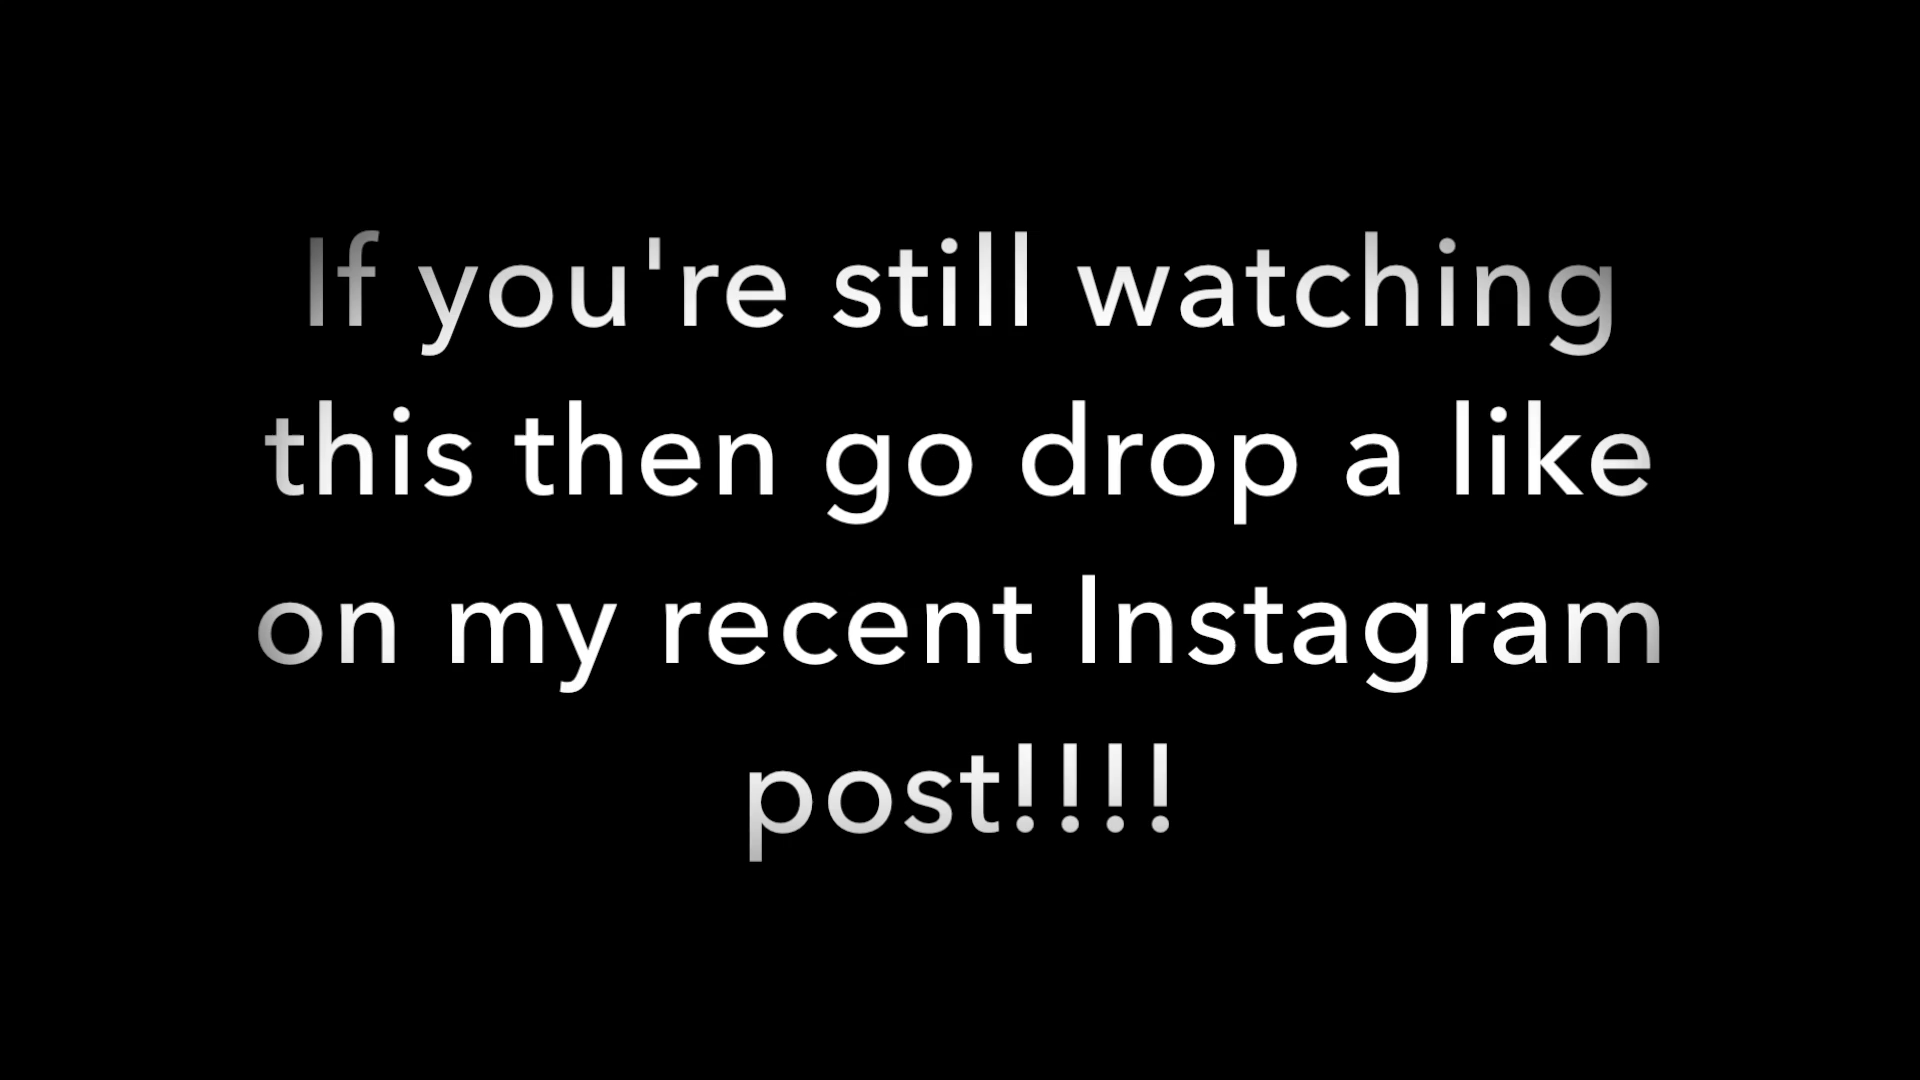 If you're still watching
this then go drop a like
on my recent Instagram
post!!!!